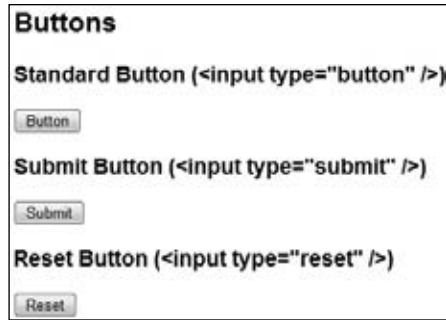 Buttons
Standard Button (<input type="button" />)
Button
Submit Button (<input type="submit" />)
Submit
Reset Button (<input type="reset" />)
Reset